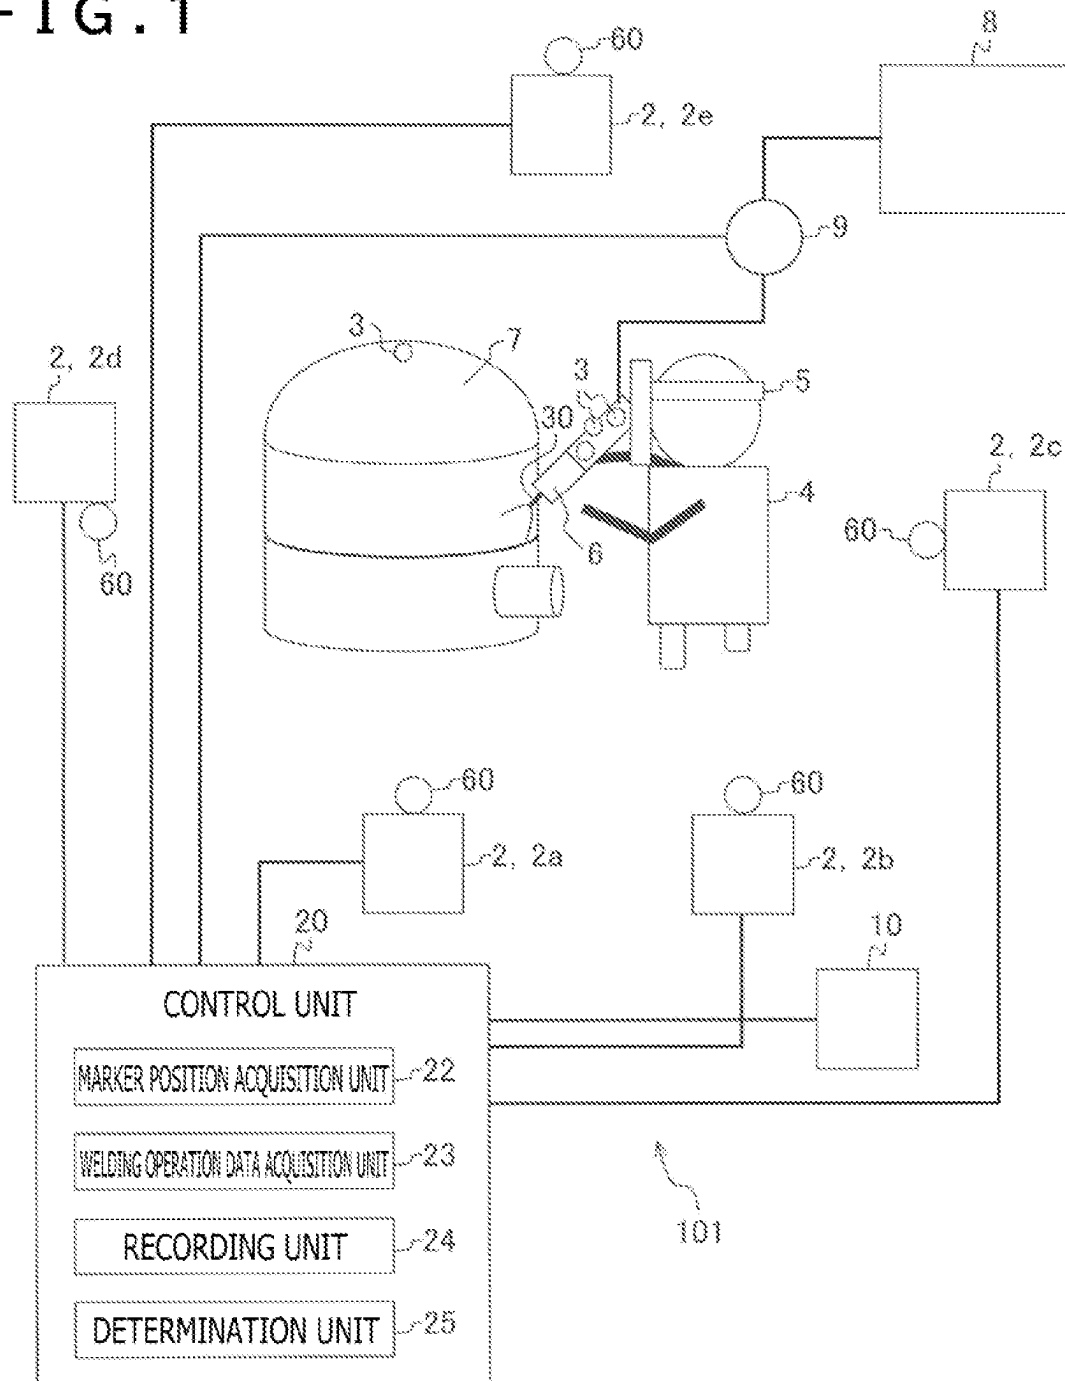 FIG. 1
60
8
2, 2e
9
3
7
2, 2d
3
5
30
2, 2c
4
60
6
60
60
60
2, 2a
2, 2b
20
10
CONTROL UNIT
MARKER POSITION ACQUISITION UNIT
22
WELDING OPERATION DATA ACQUISITION UNIT
23
101
RECORDING UNIT
24
DETERMINATION UNIT
25